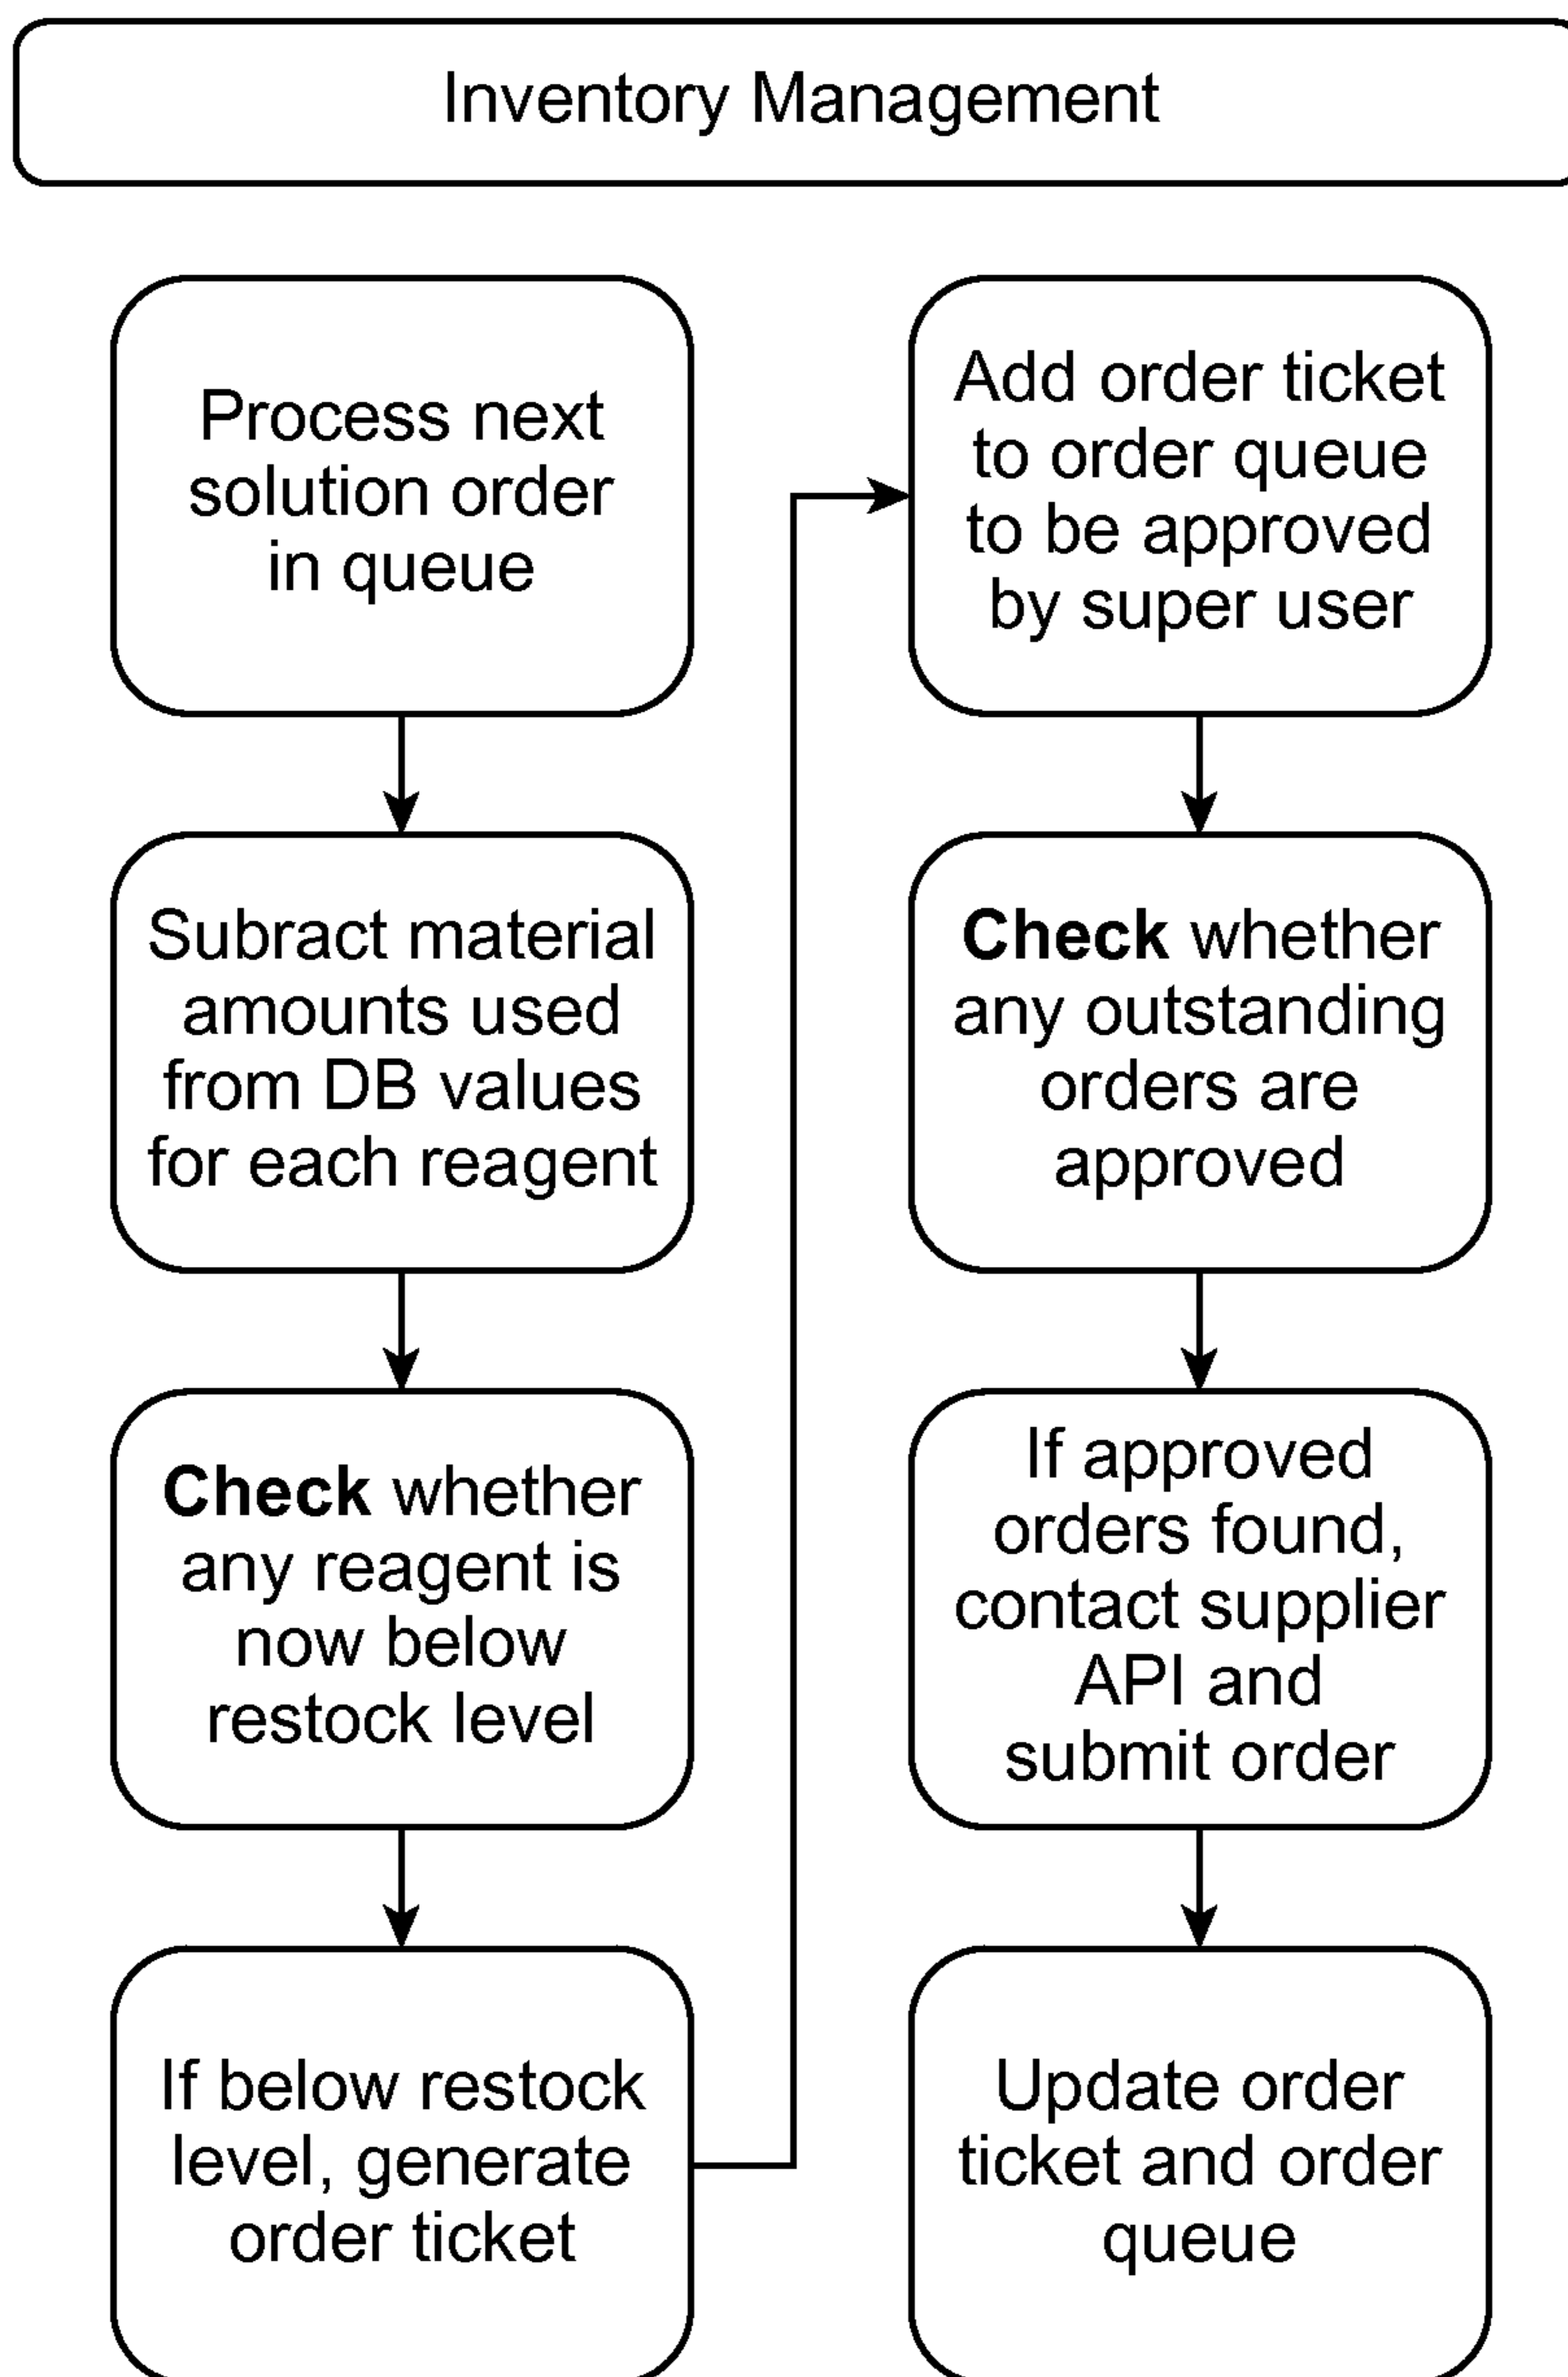 Inventory Management
Process next
solution order
in queue
Subract material
amounts used
from DB values
for each reagent
Check whether
any reagent is
now below
restock level
If below restock
level, generate
order ticket
Add order ticket
to order queue
to be approved
by super user
Check whether
any outstanding
orders are
approved
If approved
orders found,
contact supplier
API and
submit order
Update order
ticket and order
queue